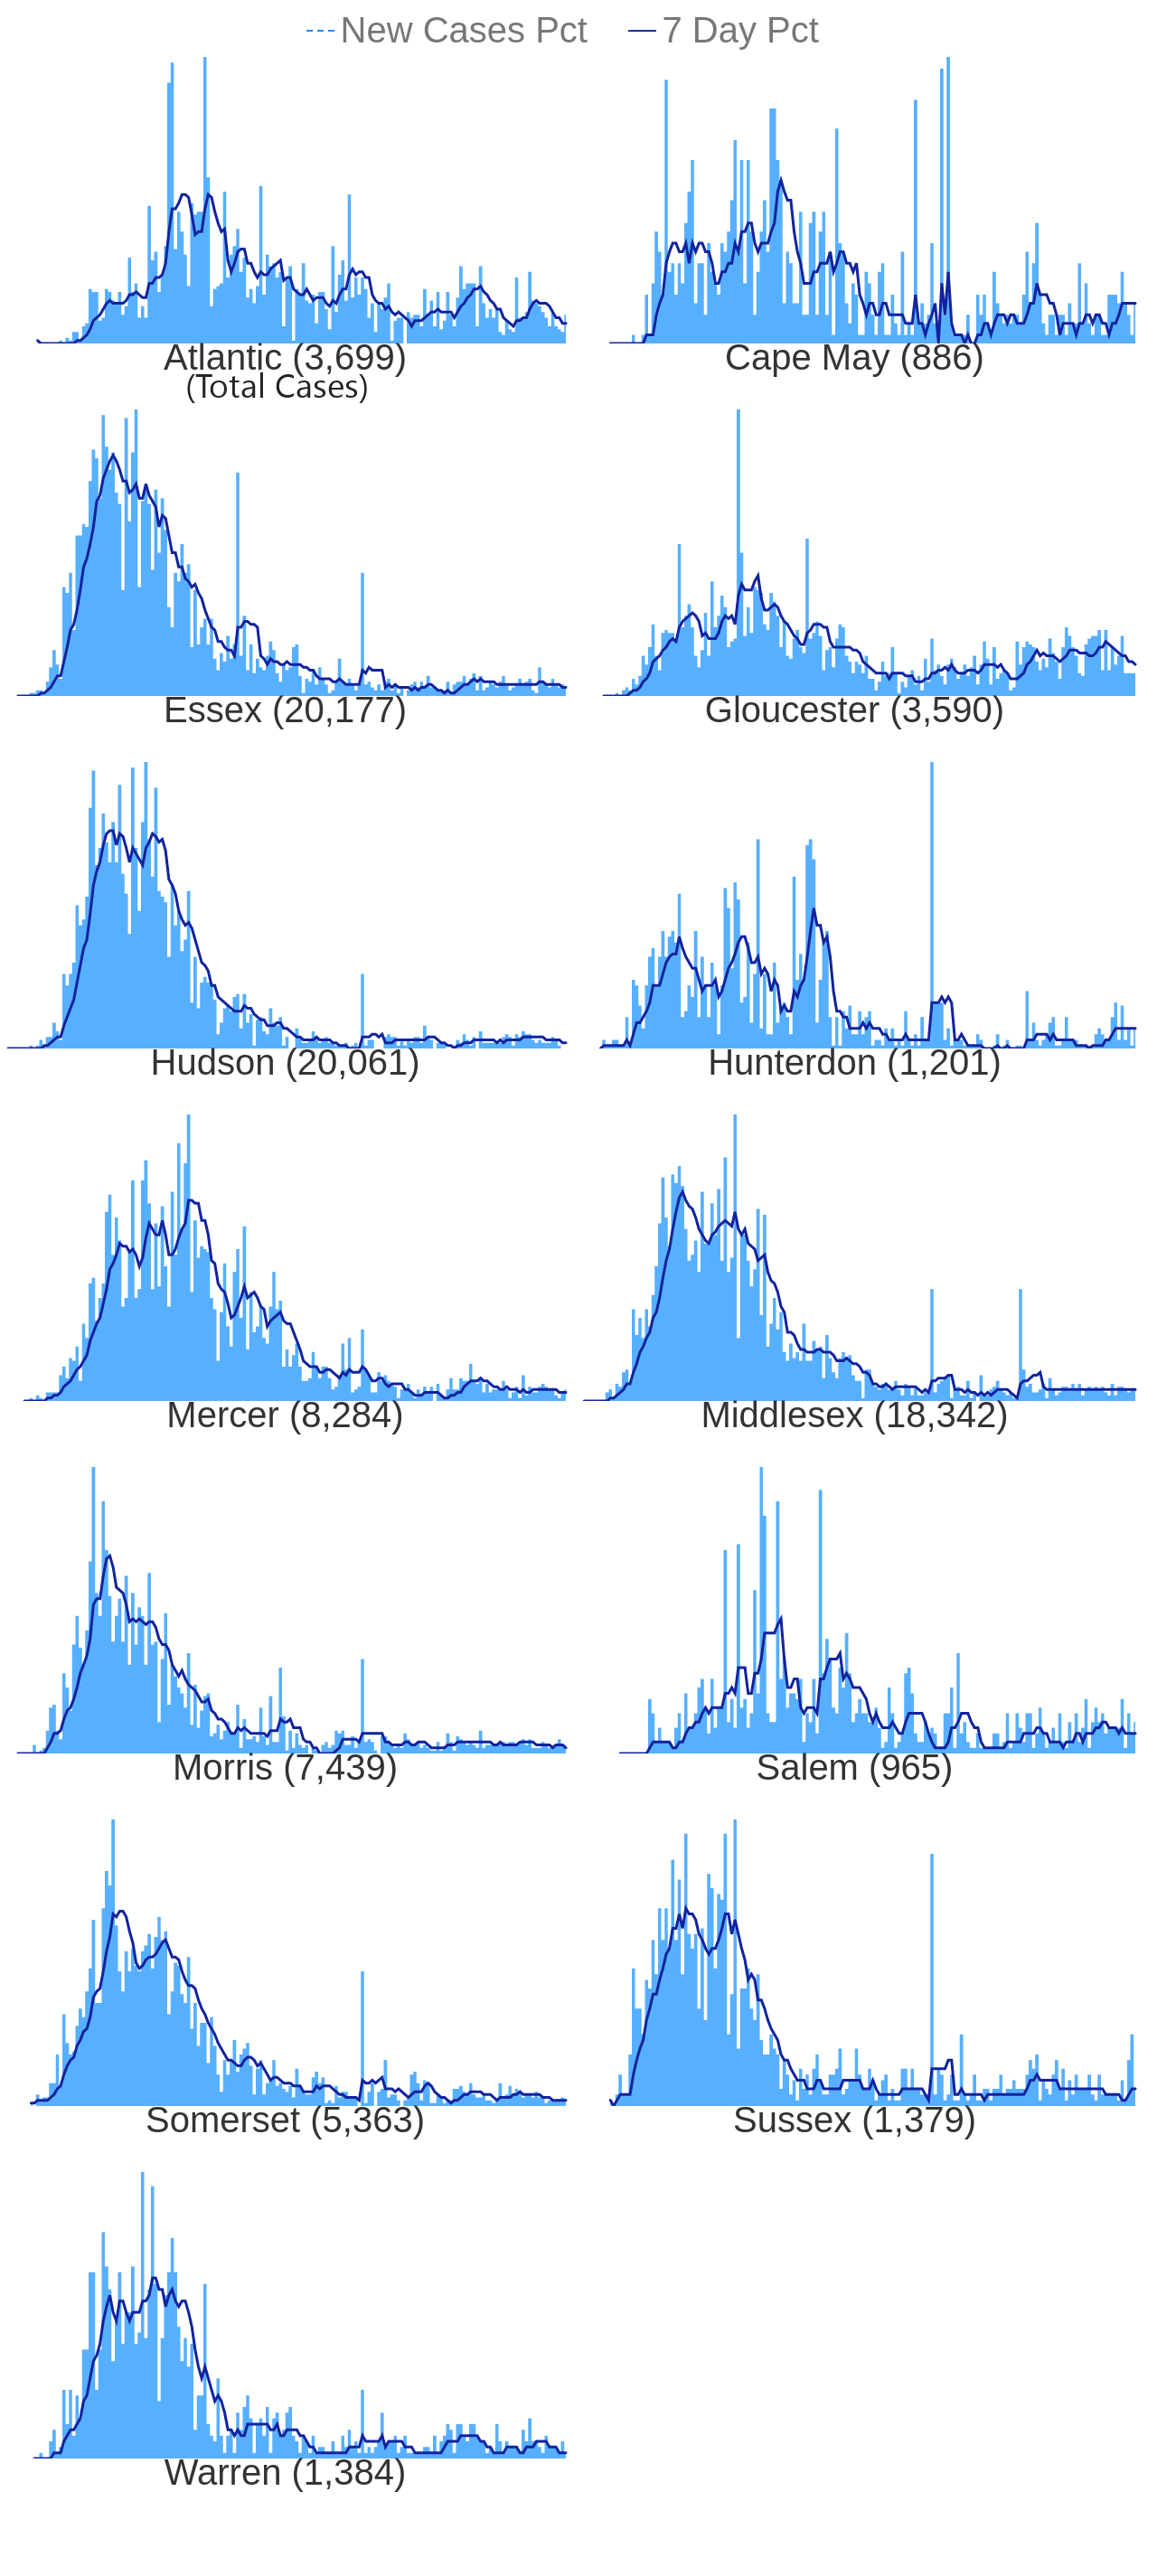 New Cases Pct 7 Day Pct
Atlantic (3,699) Cape May (886)
(Total Cases)
Essex (20,177) Gloucester (3,590)
Hudson (20,061) Hunterdon (1,201)
Mercer (8,284) Middlesex (18,342)
Morris (7,439) Salem (965)
Somerset (5,363) Sussex (1,379)
Warren (1,384)